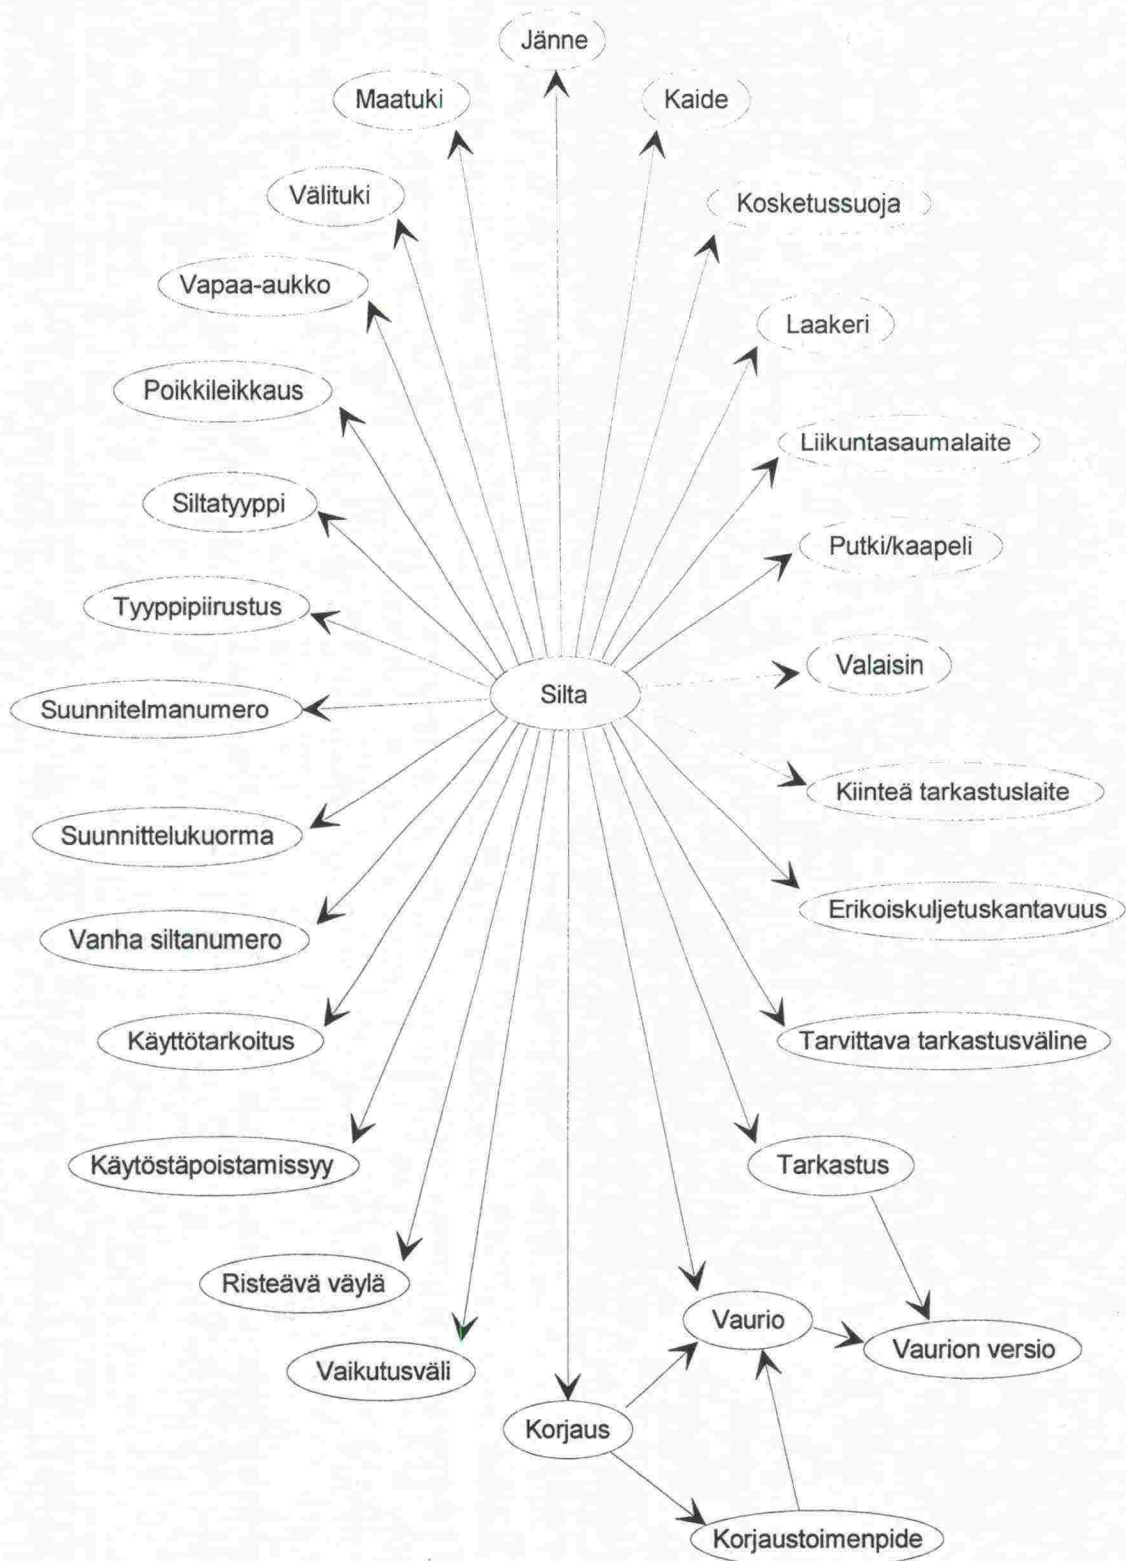 Jänne
Maatuki
Kaide
Välituki
Kosketussuoja
Vapaa-aukko
Laakeri
Poikkileikkaus
Liikuntasaumalaite
Siltatyyppi
Putki/kaapeli
Tyyppipiirustus
Valaisin
Silta
Suunnitelmanumero
Kiinteä tarkastuslaite
Suunnittelukuorma
Erikoiskuljetuskantavuus
Vanha siltanumero
Käyttötarkoitus
Tarvittava tarkastusväline
Käytöstäpoistamissyy
Tarkastus
Risteävä väylä
Vaurio
Vaurion versio
Vaikutusväli
Korjaus
Korjaustoimenpide